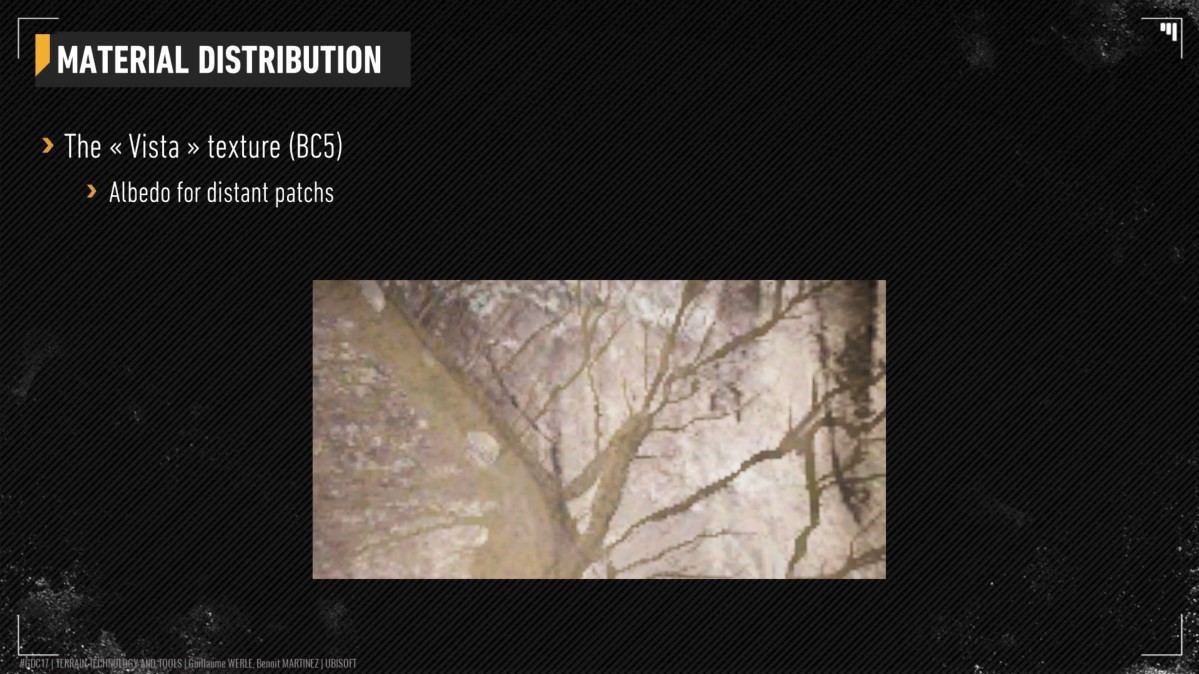 MATERIAL DISTRIBUTION
The « Vista » texture (BC5)
Albedo for distant patchs
#GDC17 | TERRAIN TECHNOLOGY AND TOOLS | Guillaume WERLE, Benoit MARTINEZ | UBISOFT